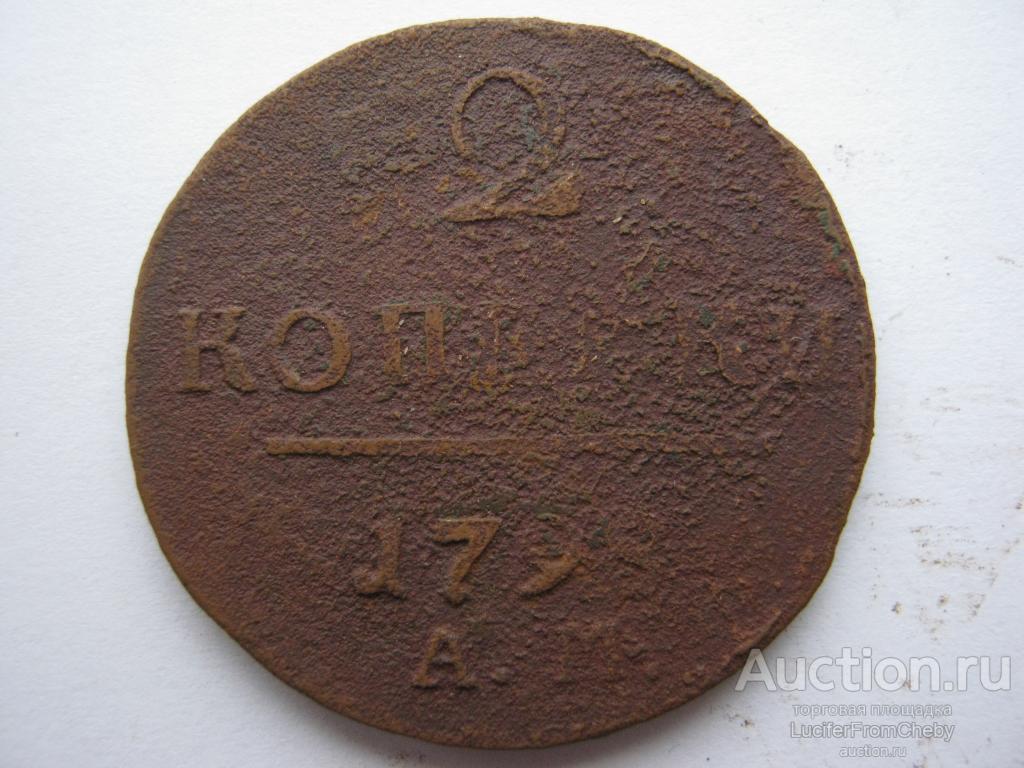 2
КОПѢЙКИ
179
А. М.
Auction.ru
торговая площадка
LuciferFromCheby
auction.ru